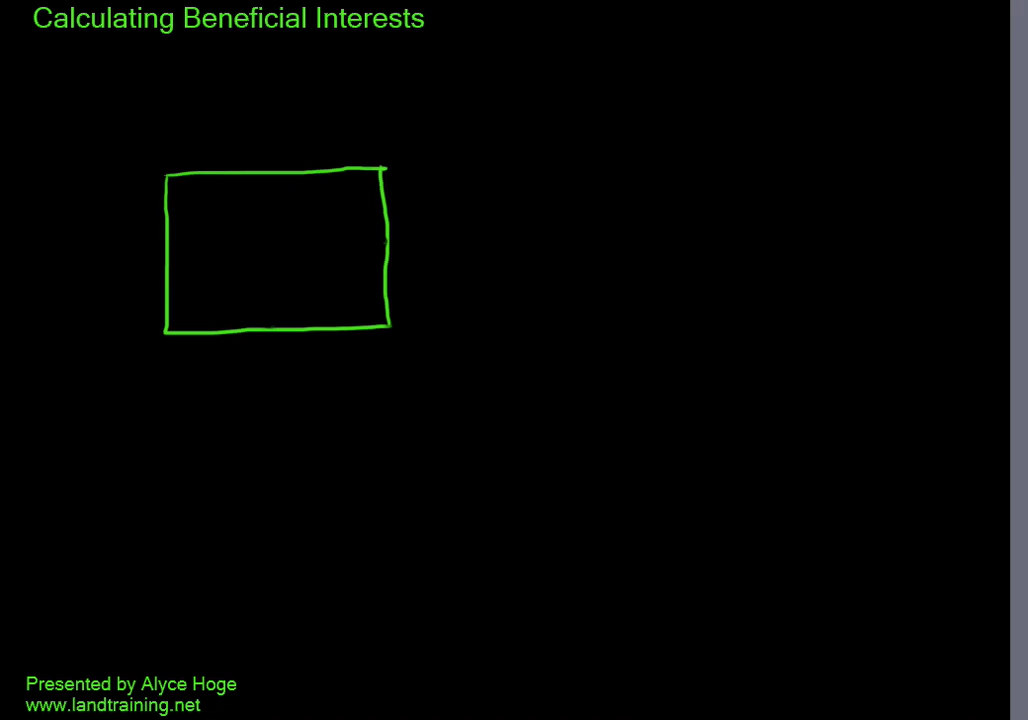 Calculating Beneficial Interests
Presented by Alyce Hoge
www.landtraining.net